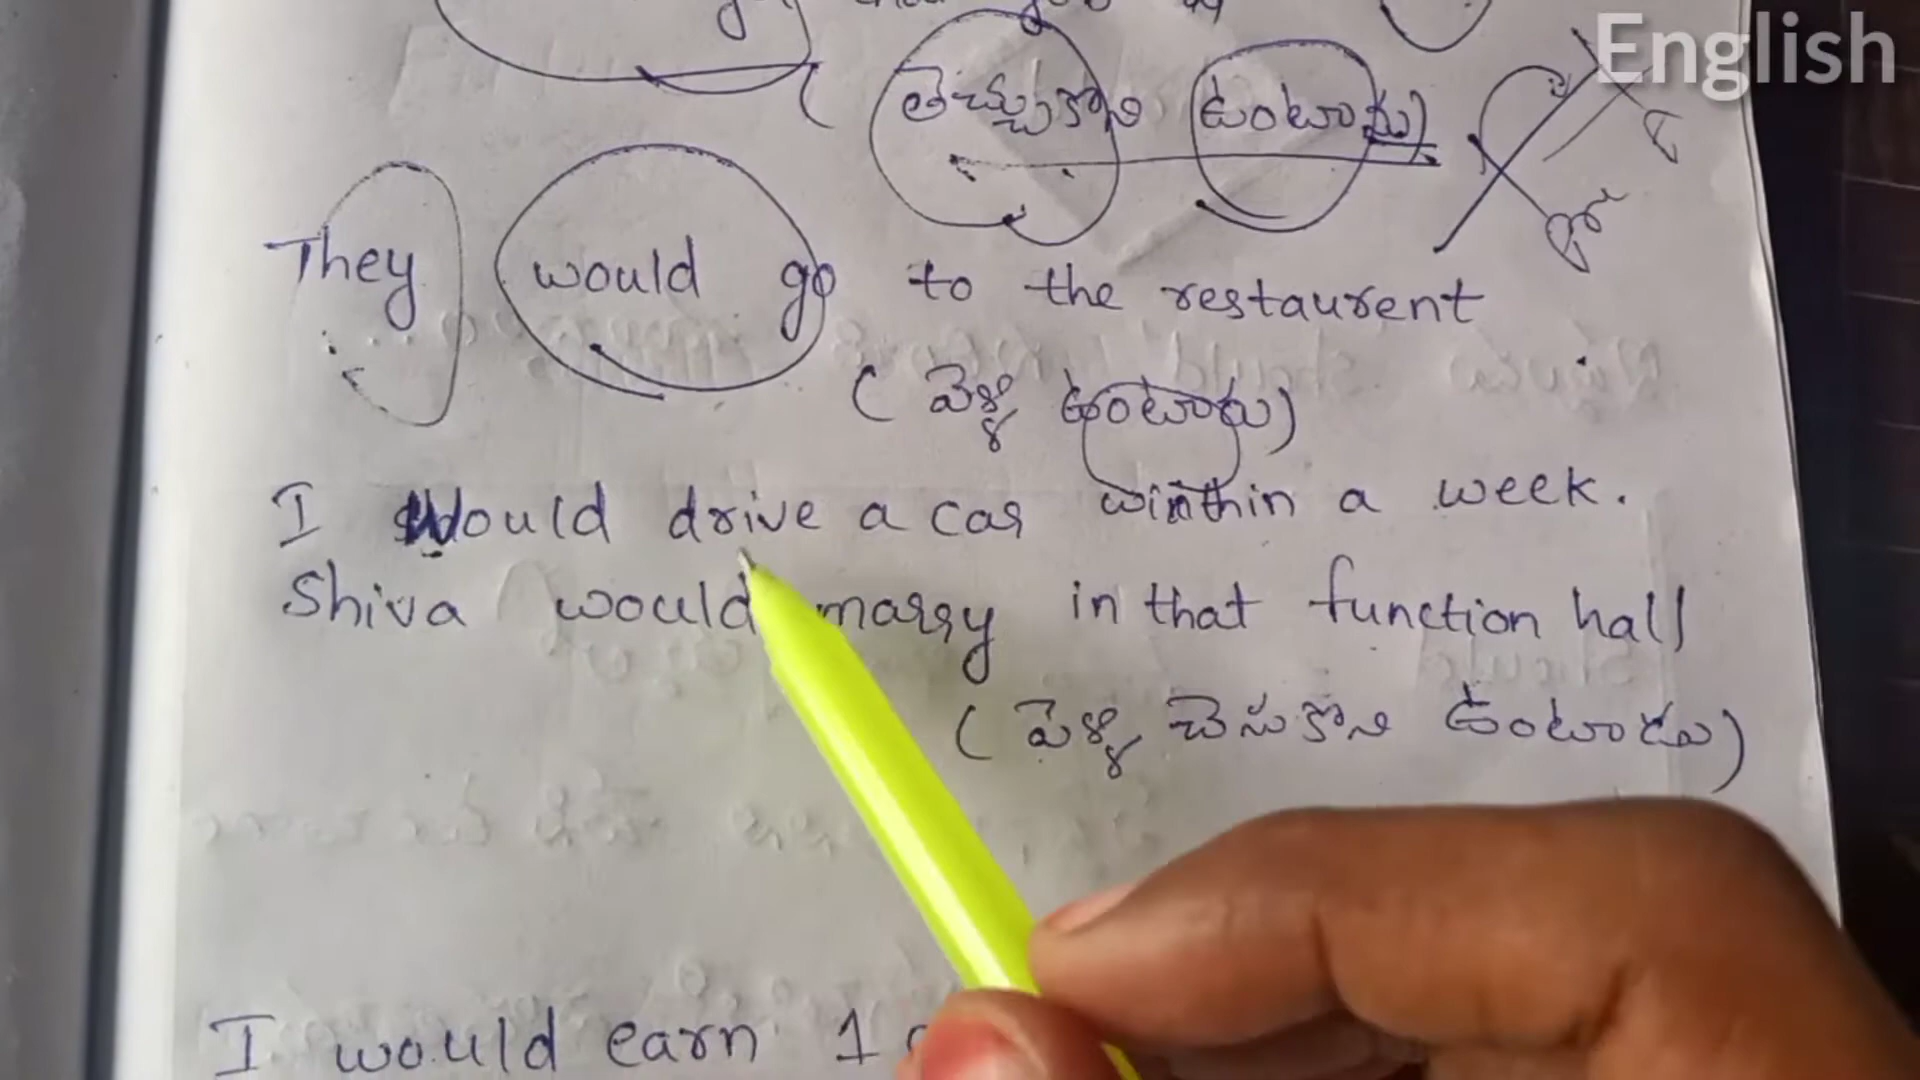 English
(తెచ్చుకొని ఉంటాడు)
They would go to the restaurent
(వెళ్ళి ఉంటారు)
I Would drive a car winthin a week.
Shiva would marry in that function hall
(పెళ్ళి చెసుకొని ఉంటాడు)
I would earn 1